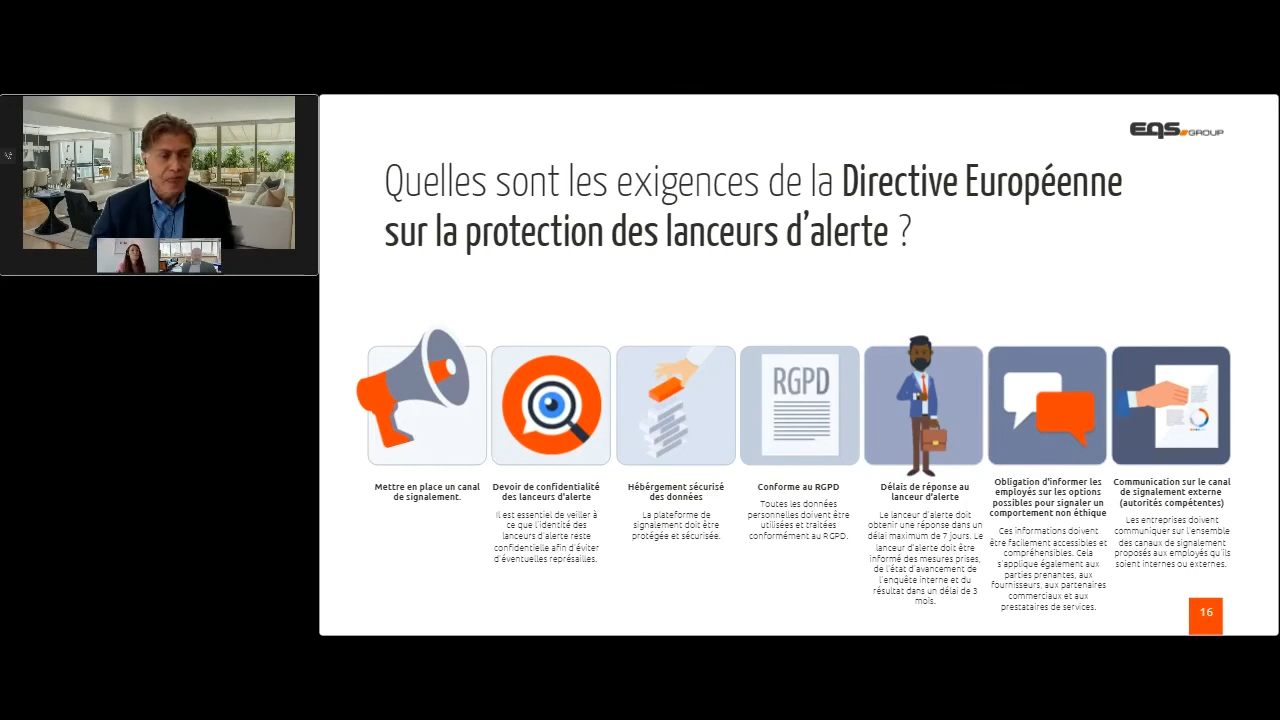 EQS GROUP
Quelles sont les exigences de la Directive Européenne
sur la protection des lanceurs d'alerte ?
RGPD
Mettre en place un canal
de signalement.
Devoir de confidentialité
des lanceurs d'alerte
Il est essentiel de veiller à
ce que l'identité des
lanceurs d'alerte reste
confidentielle afin d'éviter
d'éventuelle représailles.
Hébérgement sécurisé
des données
La plateforme de
signalement doit être
protégée et sécurisée.
Conforme au RGPD
Toutes les données
personnelles doivent être
utilisées et traitées
conformément au RGPD.
Délais de réponse au
lanceur d'alerte
Le lanceur d'alerte doit
obtenir une réponse dans un
délai maximum de 7 jours. Le
lanceur d'alerte doit être
informé des mesures prises,
de l'état d'avancement de
l'enquête interne et du
résultat dans un délai de 3
mois.
Obligation d'informer les
employés sur les options
possibles pour signaler un
comportement non éthique
Ces informations doivent
être facilement accessibles et
compréhensibles. Cela
s'applique également aux
parties prenantes, aux
fournisseurs, aux partenaires
commerciaux et aux
prestataires de services.
Communication sur le canal
de signalement externe
(autorités compétentes)
Les entreprises doivent
communiquer sur l'ensemble
des canaux de signalement
proposés aux employés qu'ils
soient internes ou externes.
16